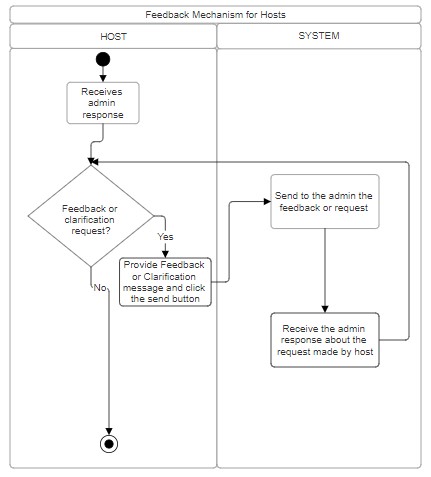 Feedback Mechanism for Hosts
HOST
SYSTEM
Receives
admin
response
Feedback or
clarification
request?
Yes
No
Provide Feedback
or Clarification
message and click
the send button
Send to the admin the
feedback or request
Receive the admin
response about the
request made by host